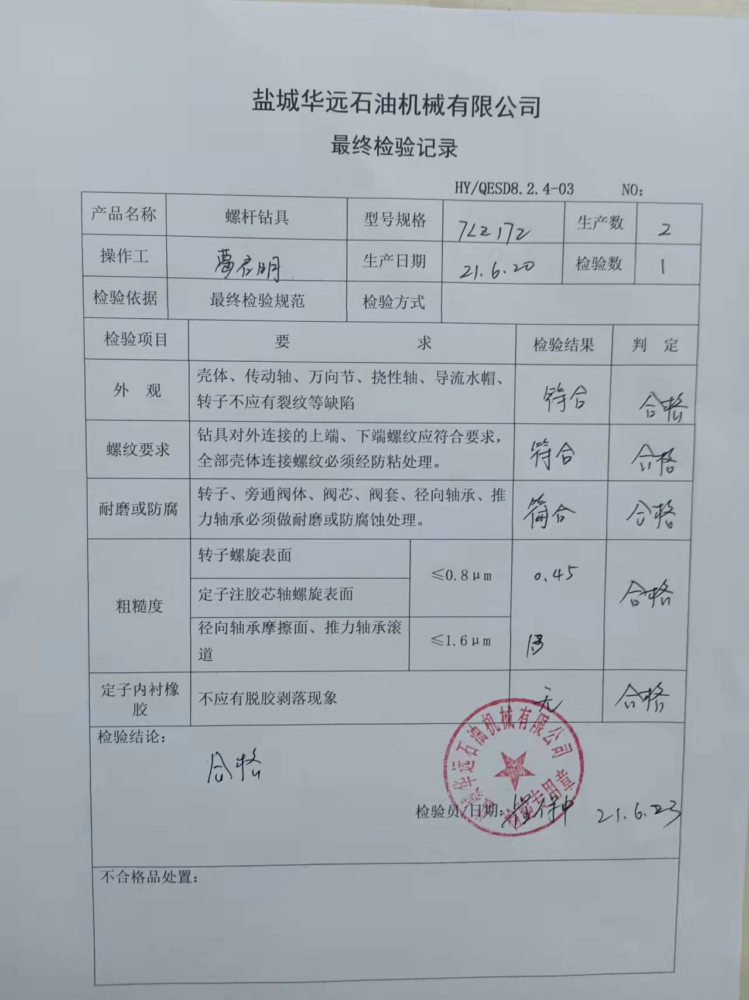 盐城华远石油机械有限公司
最终检验记录
HY/QESD8.2.4-03 NO:
产品名称 螺杆钻具 型号规格 7LZ172 生产数 2
操作工 生产日期 21.6.20 检验数 1
检验依据 最终检验规范 检验方式
检验项目 要 求 检验结果 判 定
外 观 壳体、传动轴、万向节、挠性轴、导流水帽、
转子不应有裂纹等缺陷 符合 合格
螺纹要求 钻具对外连接的上端、下端螺纹应符合要求，
全部壳体连接螺纹必须经防粘处理。 符合 合格
耐磨或防腐 转子、旁通阀体、阀芯、阀套、径向轴承、推
力轴承必须做耐磨或防腐蚀处理。 符合 合格
粗糙度 转子螺旋表面 ≤0.8μm 0.45 合格
定子注胶芯轴螺旋表面
径向轴承摩擦面、推力轴承滚
道 ≤1.6μm
定子内衬橡
胶 不应有脱胶剥落现象 无 合格
检验结论：
合格
华远石油机械有限公司
专用章
检验员/日期： 21.6.23
不合格品处置：